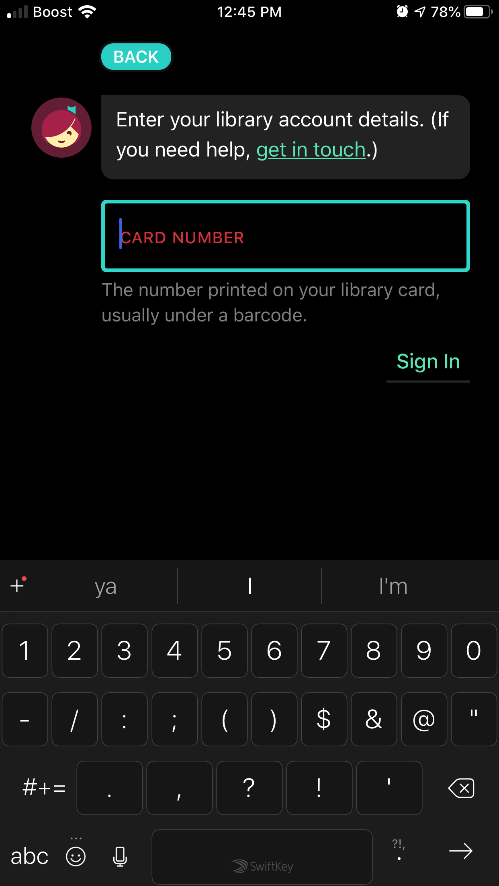 Boost 12:45 PM 78%
BACK
Enter your library account details. (If
you need help, get in touch.)
CARD NUMBER
The number printed on your library card,
usually under a barcode.
Sign In
+ ya I I'm
1 2 3 4 5 6 7 8 9 0
- / : ; ( ) $ & @ "
#+= . , ? ! '
abc SwiftKey ?!, .